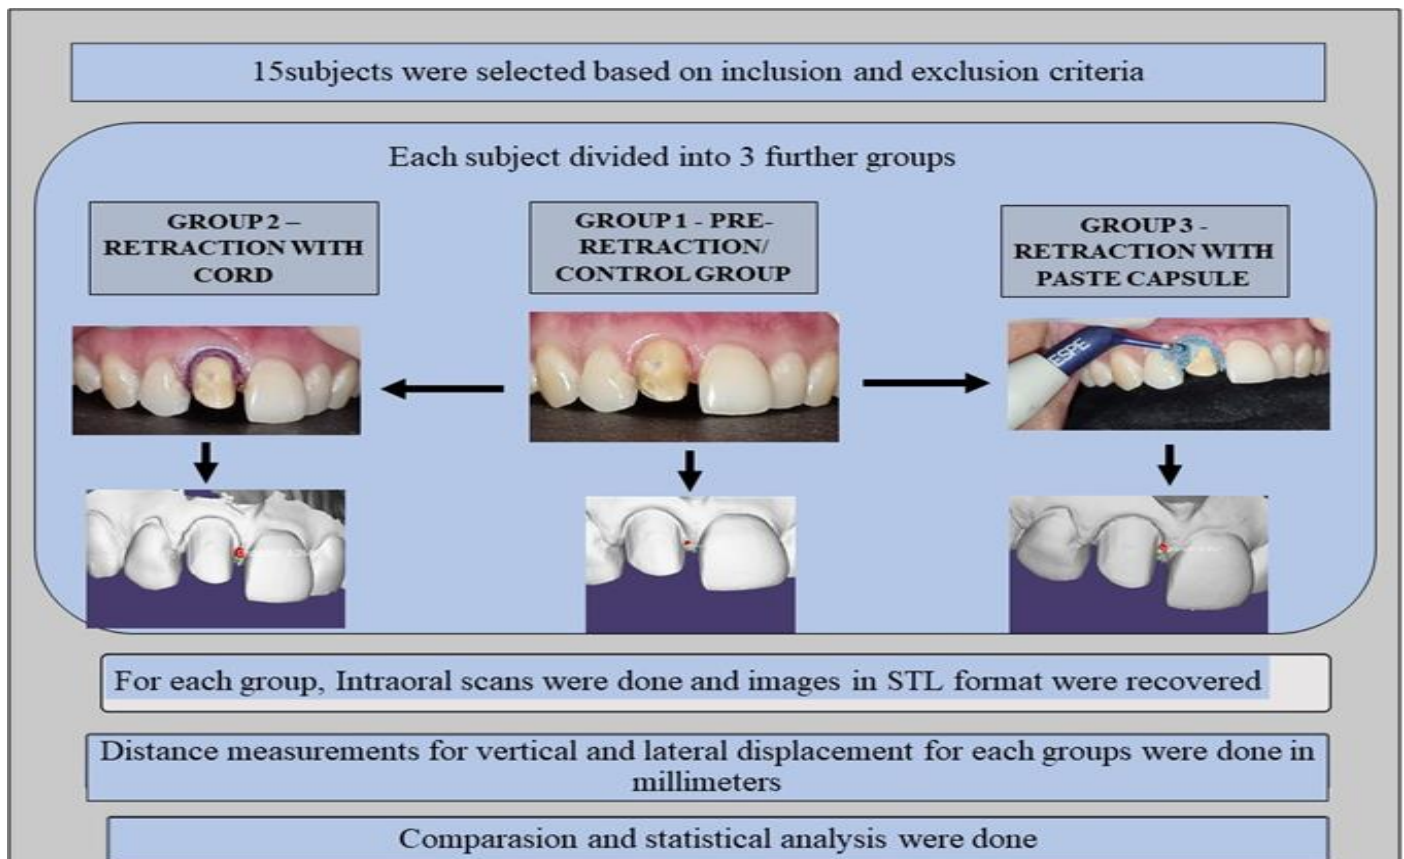 15subjects were selected based on inclusion and exclusion criteria
Each subject divided into 3 further groups
GROUP 2 –
RETRACTION WITH
CORD
GROUP 1 - PRE-
RETRACTION/
CONTROL GROUP
GROUP 3 -
RETRACTION WITH
PASTE CAPSULE
ESPE
For each group, Intraoral scans were done and images in STL format were recovered
Distance measurements for vertical and lateral displacement for each groups were done in
millimeters
Comparasion and statistical analysis were done